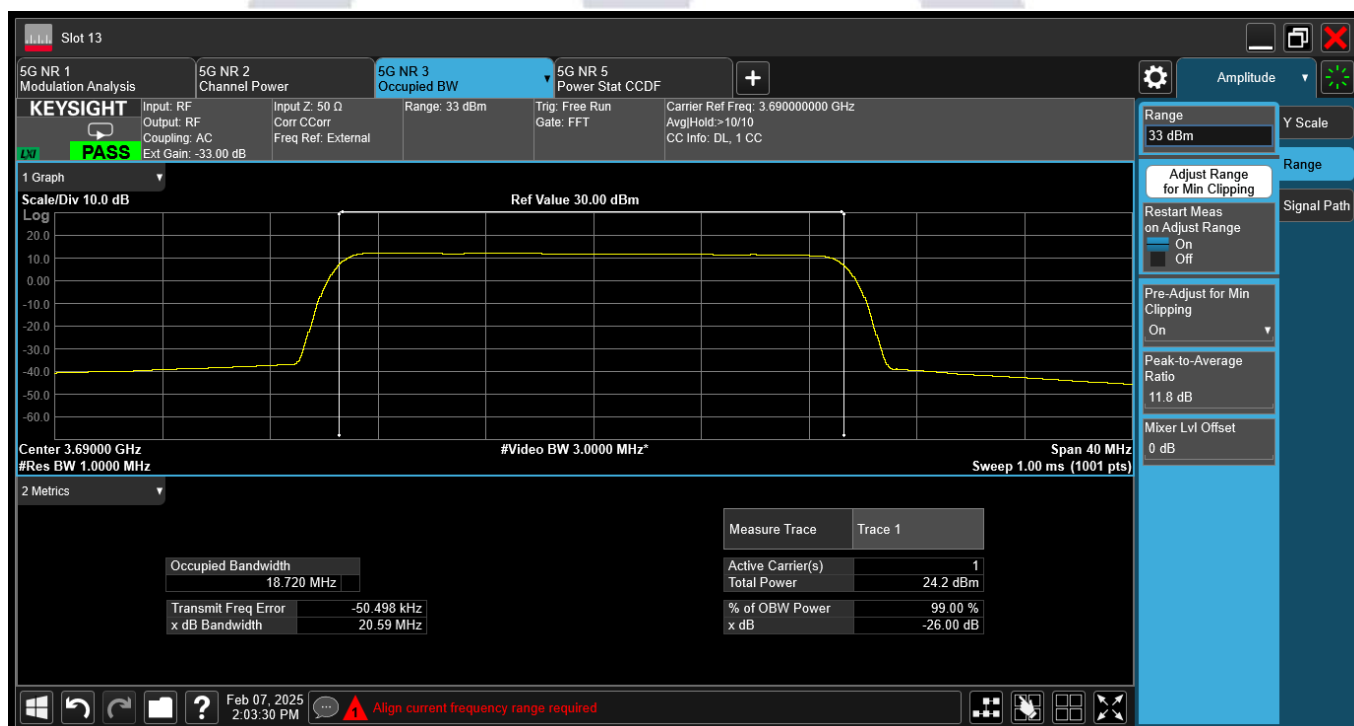 Slot 13
5G NR 1
Modulation Analysis
5G NR 2
Channel Power
5G NR 3
Occupied BW
5G NR 5
Power Stat CCDF
Amplitude
KEYSIGHT
LXI
PASS
Input: RF
Output: RF
Coupling: AC
Ext Gain: -33.00 dB
Input Z: 50 Ω
Corr CCorr
Freq Ref: External
Range: 33 dBm
Trig: Free Run
Gate: FFT
Carrier Ref Freq: 3.690000000 GHz
Avg|Hold:>10/10
CC Info: DL, 1 CC
1 Graph
Scale/Div 10.0 dB
Ref Value 30.00 dBm
Log
20.0
10.0
0.00
-10.0
-20.0
-30.0
-40.0
-50.0
-60.0
Center 3.69000 GHz
#Video BW 3.0000 MHz*
Span 40 MHz
#Res BW 1.0000 MHz
Sweep 1.00 ms (1001 pts)
2 Metrics
Measure Trace
Trace 1
Occupied Bandwidth
18.720 MHz
Active Carrier(s)
1
Total Power
24.2 dBm
Transmit Freq Error
-50.498 kHz
% of OBW Power
99.00 %
x dB Bandwidth
20.59 MHz
x dB
-26.00 dB
Range
33 dBm
Adjust Range
for Min Clipping
Restart Meas
on Adjust Range
On
Off
Pre-Adjust for Min
Clipping
On
Peak-to-Average
Ratio
11.8 dB
Mixer Lvl Offset
0 dB
Y Scale
Range
Signal Path
?
Feb 07, 2025
2:03:30 PM
1
Align current frequency range required